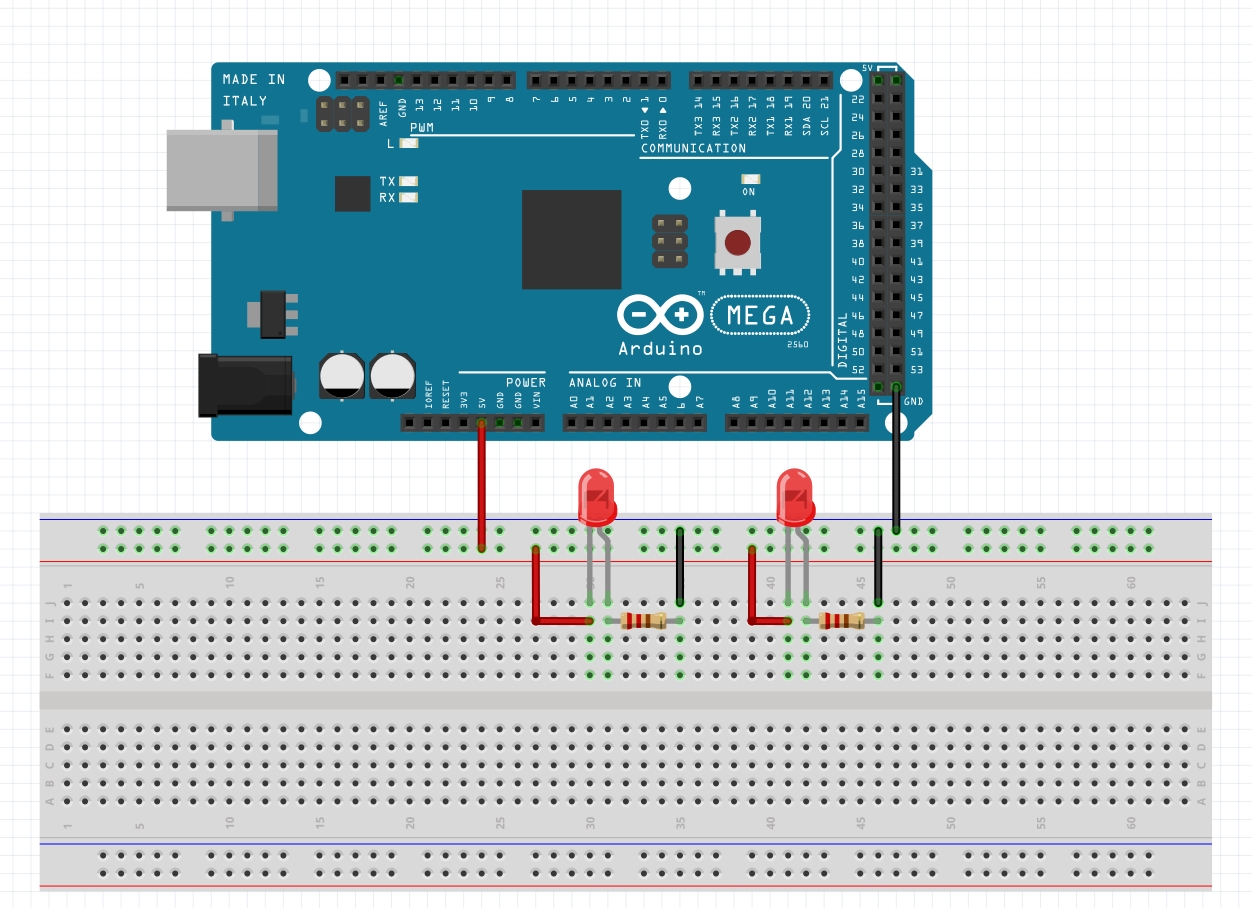 MADE IN
ITALY
AREF
GND
13
12
11
10
9
8
7
6
5
4
3
2
TX0 ◀ 1
RX0 ▶ 0
TX3 14
RX3 15
TX2 16
RX2 17
TX1 18
RX1 19
SDA 20
SCL 21
5V
PWM
COMMUNICATION
L
TX
RX
ON
22
24
26
28
30 31
32 33
34 35
36 37
38 39
40 41
42 43
44 45
46 47
48 49
50 51
52 53
DIGITAL
GND
TM
MEGA
Arduino
2560
POWER
ANALOG IN
IOREF
RESET
3V3
5V
GND
GND
VIN
A0
A1
A2
A3
A4
A5
6
A7
A8
A9
A10
A11
A12
A13
A14
A15
1 5 10 15 20 25 30 35 40 45 50 55 60
J J
I I
H H
G G
F F
E E
D D
C C
B B
A A
1 5 10 15 20 25 30 35 40 45 50 55 60